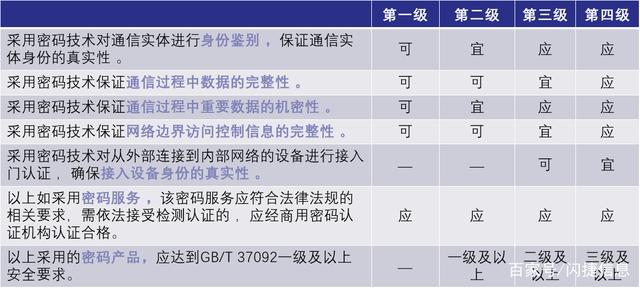 第一级 第二级 第三级 第四级
采用密码技术对通信实体进行身份鉴别，保证通信实
体身份的真实性。 可 宜 应 应
采用密码技术保证通信过程中数据的完整性。 可 可 宜 应
采用密码技术保证通信过程中重要数据的机密性。 可 宜 应 应
采用密码技术保证网络边界访问控制信息的完整性。 可 可 宜 应
采用密码技术对从外部连接到内部网络的设备进行接入
门认证，确保接入设备身份的真实性。 — — 可 宜
以上如采用密码服务，该密码服务应符合法律法规的
相关要求，需依法接受检测认证的，应经商用密码认
证机构认证合格。 应 应 应 应
以上采用的密码产品，应达到GB/T 37092一级及以上
安全要求。 — 一级及以上 二级及以上 三级及以上
百家号/闪捷信息